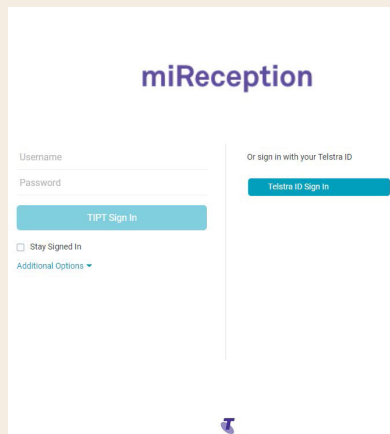 miReception
Username
Password
TIPT Sign In
Stay Signed In
Additional Options
Or sign in with your Telstra ID
Telstra ID Sign In
T